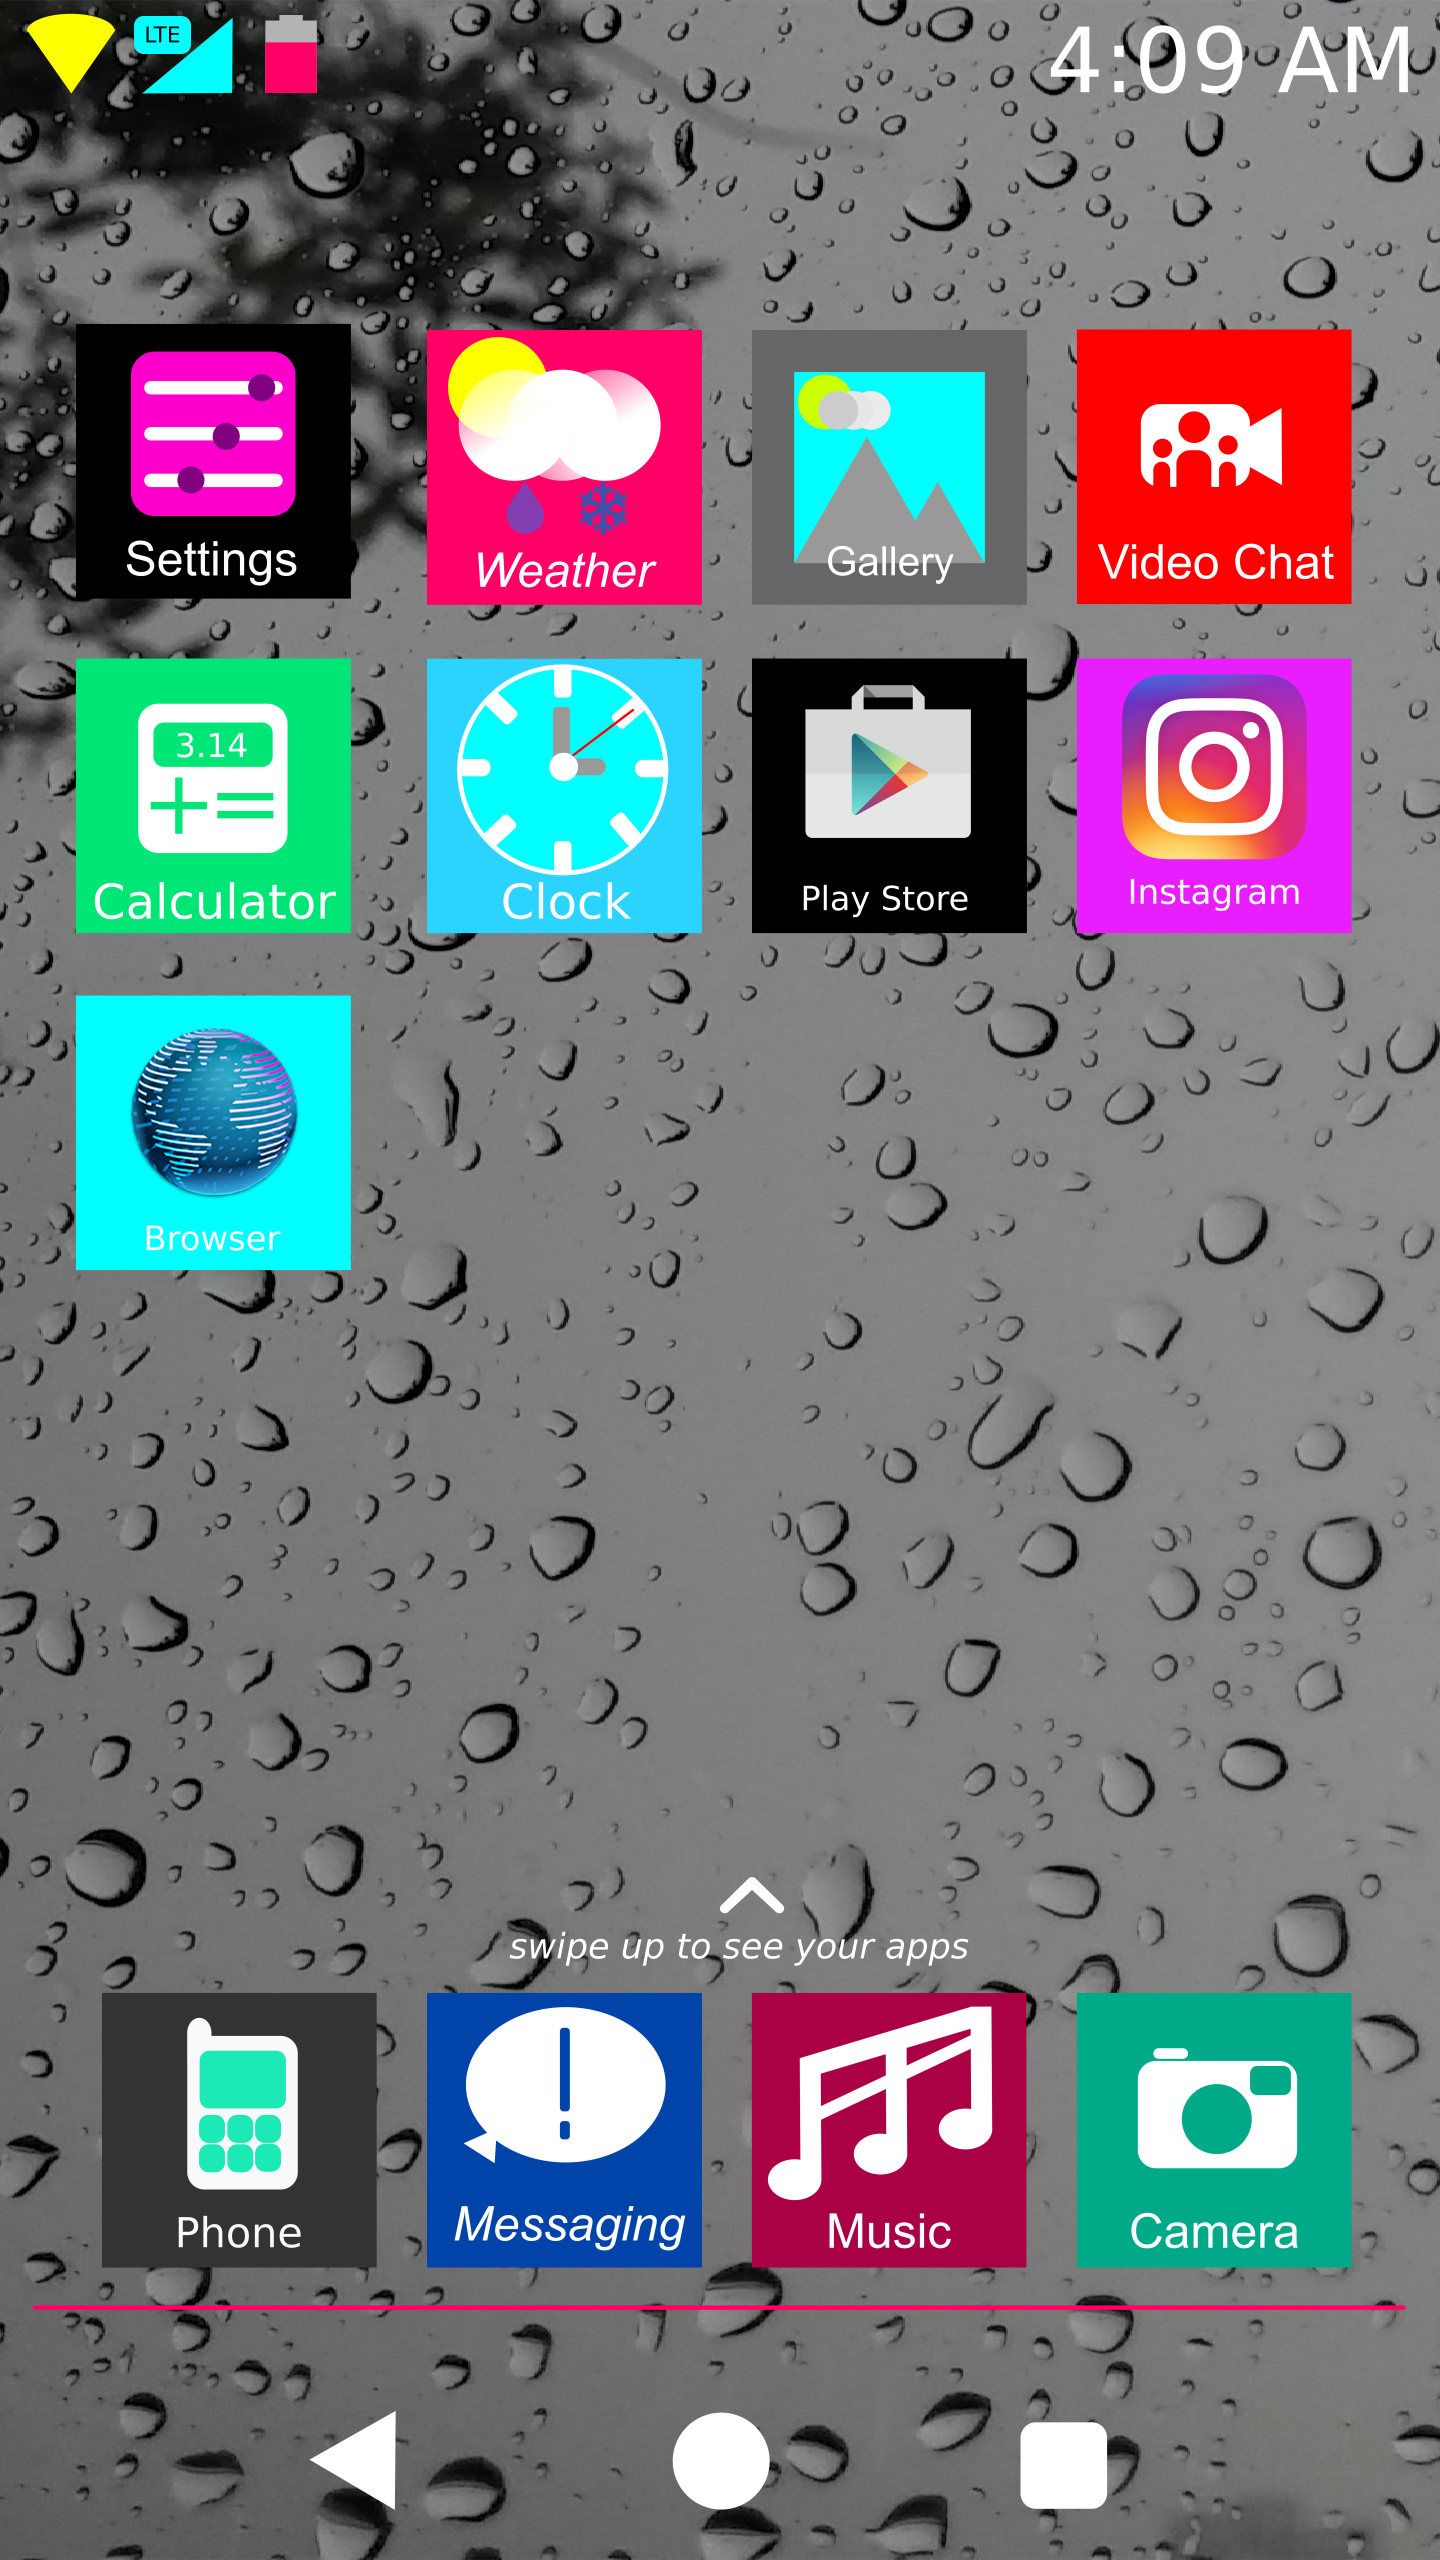 LTE
4:09 AM
Settings
Weather
Gallery
Video Chat
3.14
Calculator
Clock
Play Store
Instagram
Browser
swipe up to see your apps
Phone
Messaging
Music
Camera